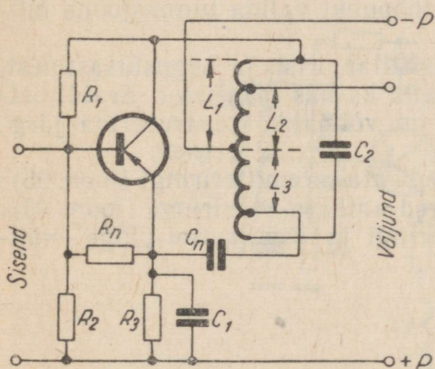 -P
R₁
L₁
L₂
L₃
C₂
Rₙ
Cₙ
Sisend
R₂
R₃
C₁
Väljund
+P